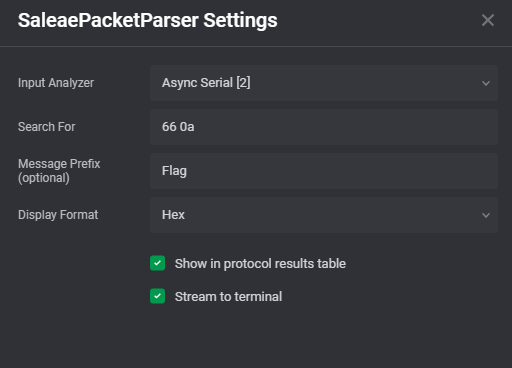 SaleaePacketParser Settings
Input Analyzer
Async Serial [2]
Search For
66 0a
Message Prefix
(optional)
Flag
Display Format
Hex
Show in protocol results table
Stream to terminal